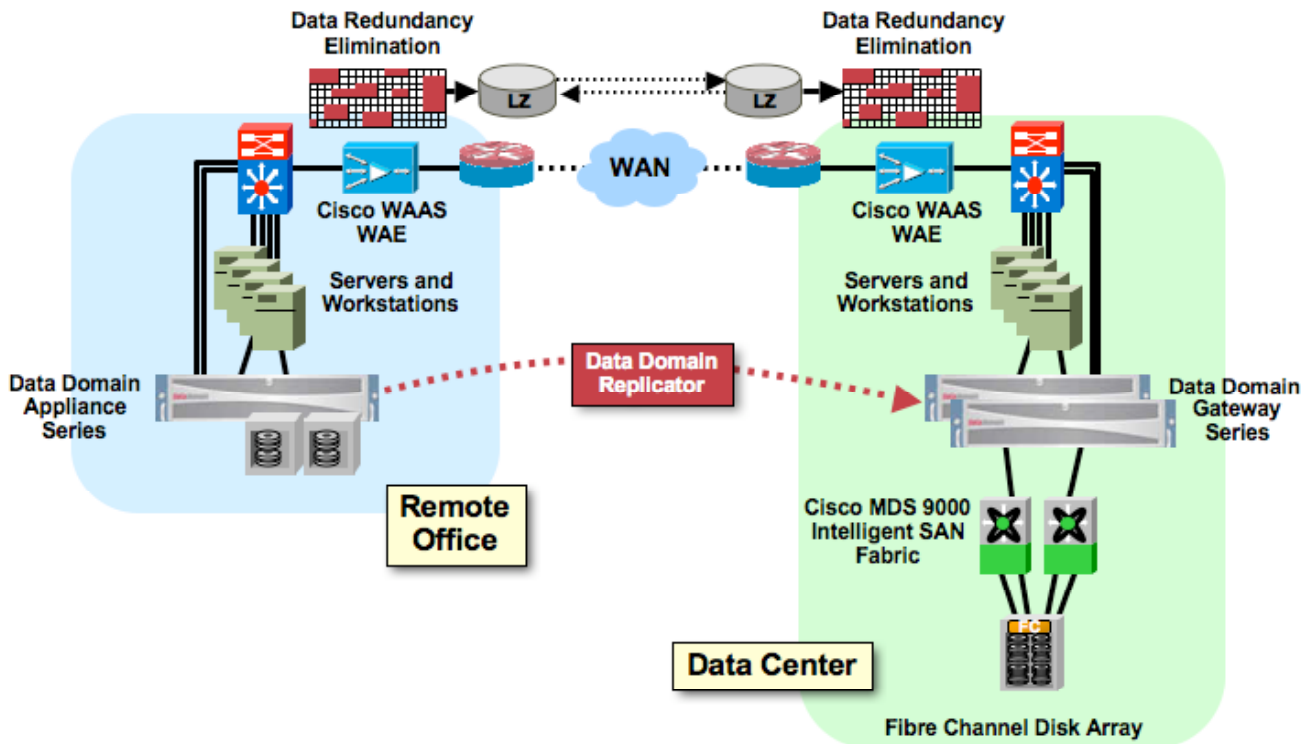 Data Redundancy
Elimination
Data Redundancy
Elimination
LZ
LZ
WAN
Cisco WAAS
WAE
Cisco WAAS
WAE
Servers and
Workstations
Servers and
Workstations
Data Domain
Appliance
Series
Data Domain
Replicator
Data Domain
Gateway
Series
Remote
Office
Cisco MDS 9000
Intelligent SAN
Fabric
FC
Data Center
Fibre Channel Disk Array